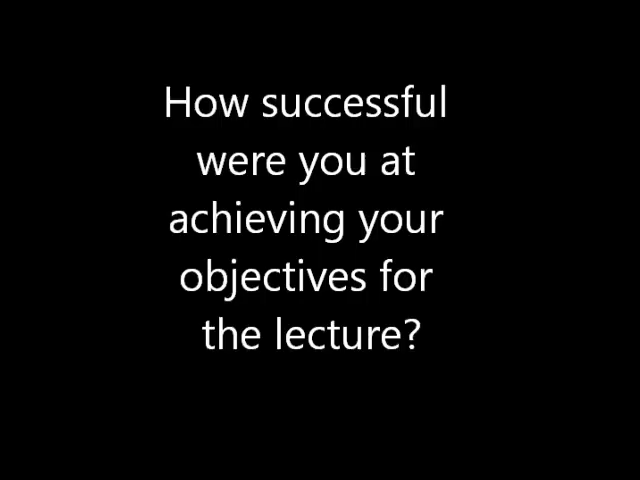 How successful
were you at
achieving your
objectives for
the lecture?